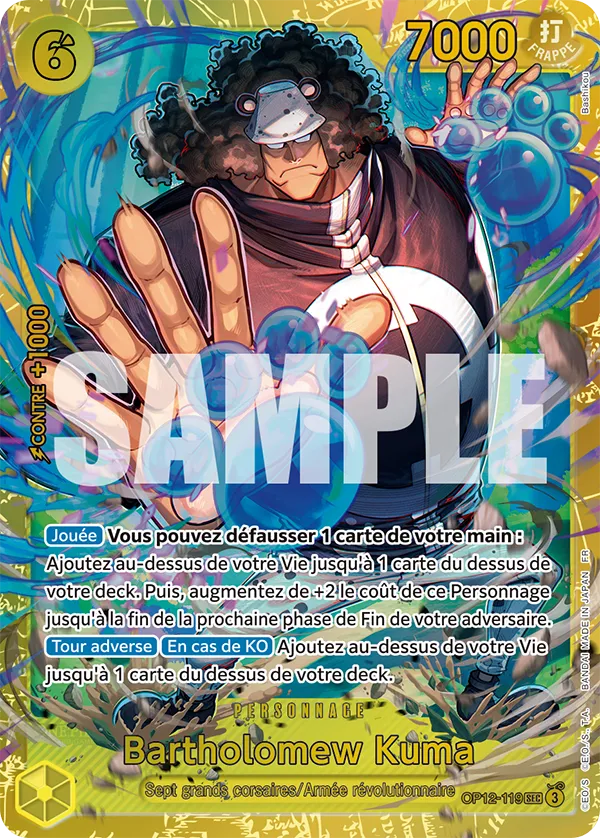 6
7000
打
FRAPPE
Bashikou
CONTRE +1000
SAMPLE
Jouée Vous pouvez défausser 1 carte de votre main :
Ajoutez au-dessus de votre Vie jusqu'à 1 carte du dessus de
votre deck. Puis, augmentez de +2 le coût de ce Personnage
jusqu'à la fin de la prochaine phase de Fin de votre adversaire.
Tour adverse En cas de KO Ajoutez au-dessus de votre Vie
jusqu'à 1 carte du dessus de votre deck.
PERSONNAGE
Bartholomew Kuma
Sept grands corsaires/Armée révolutionnaire
OP12-119 SEC 3
©E.O/S ©E.O./S., T.A. BANDAI MADE IN JAPAN FR